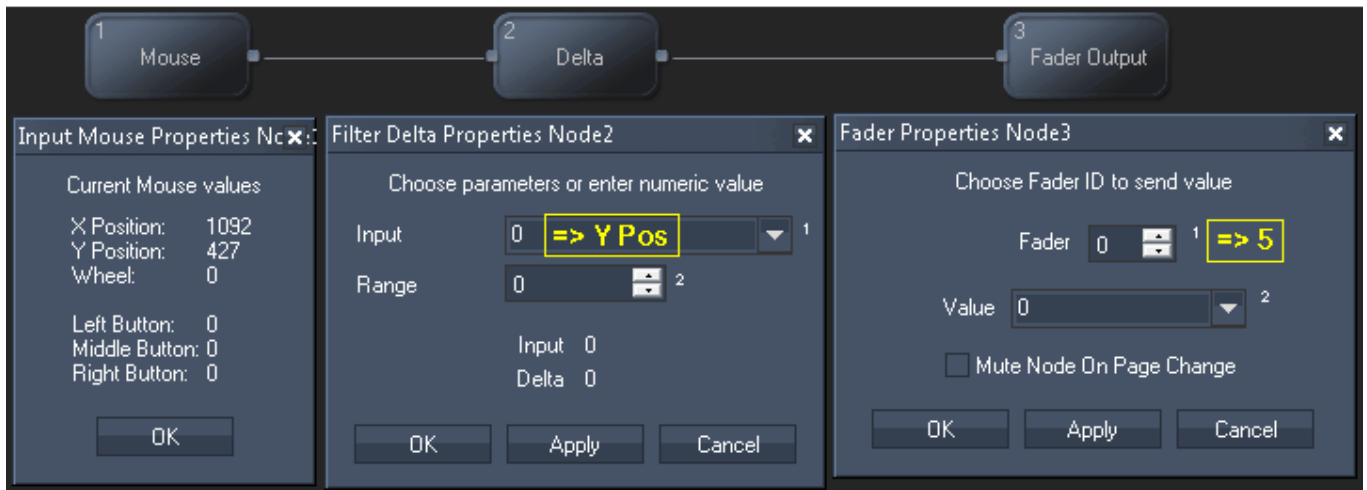 1
Mouse
2
Delta
3
Fader Output
Input Mouse Properties No
Current Mouse values
X Position: 1092
Y Position: 427
Wheel: 0
Left Button: 0
Middle Button: 0
Right Button: 0
OK
Filter Delta Properties Node2
Choose parameters or enter numeric value
Input 0 => Y Pos 1
Range 0 2
Input 0
Delta 0
OK Apply Cancel
Fader Properties Node3
Choose Fader ID to send value
Fader 0 1 => 5
Value 0 2
Mute Node On Page Change
OK Apply Cancel